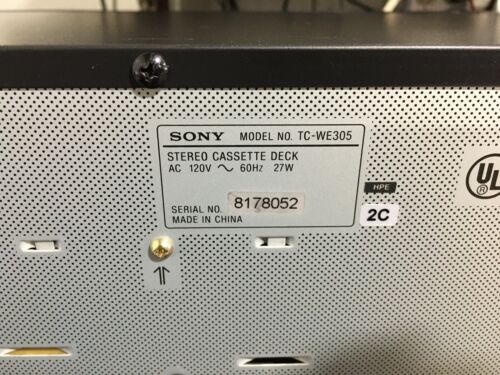 SONY MODEL NO. TC-WE305
STEREO CASSETTE DECK
AC 120V ~ 60Hz 27W
SERIAL NO. 8178052
MADE IN CHINA
HPE
2C
UL
®